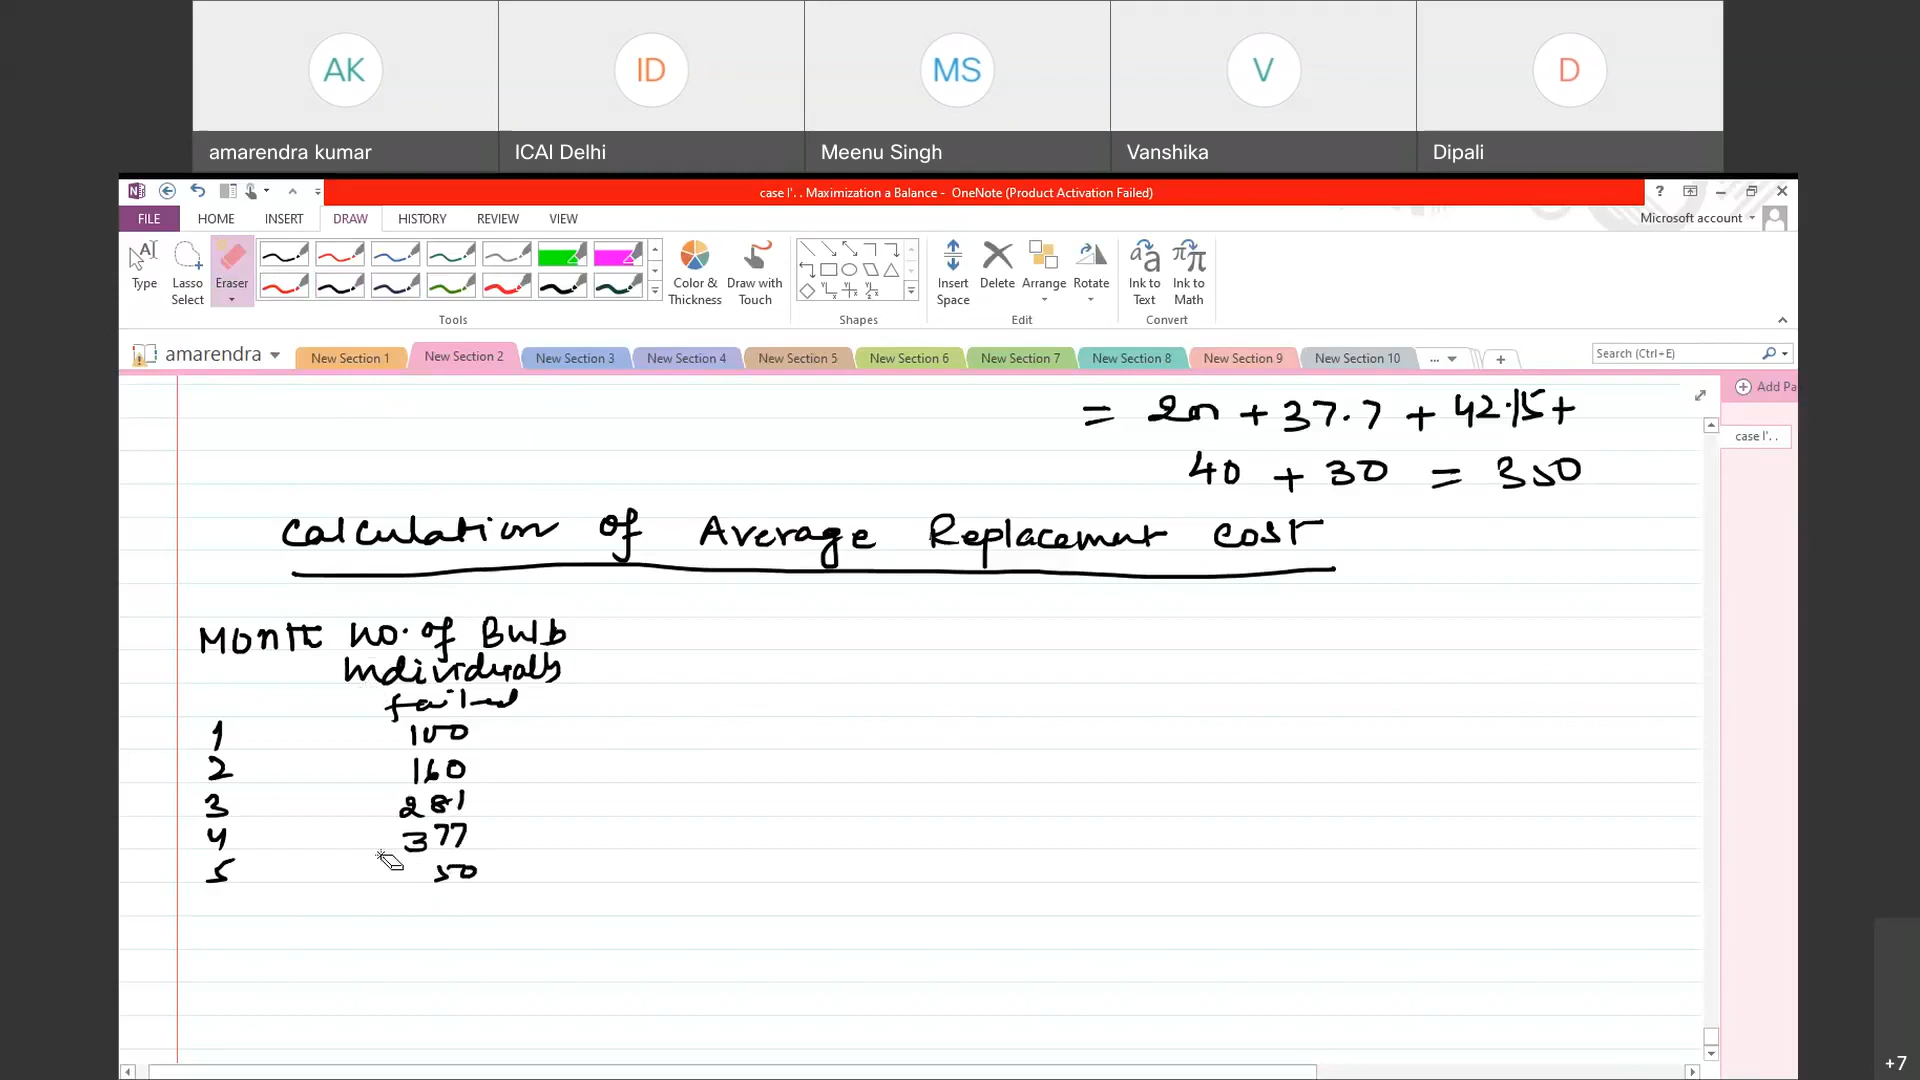 AK ID MS V D
amarendra kumar ICAI Delhi Meenu Singh Vanshika Dipali
case I'. . Maximization a Balance - OneNote (Product Activation Failed) ?
FILE HOME INSERT DRAW HISTORY REVIEW VIEW Microsoft account
Type Lasso Select Eraser Color & Thickness Draw with Touch Insert Space Delete Arrange Rotate Ink to Text Ink to Math
Tools Shapes Edit Convert
amarendra New Section 1 New Section 2 New Section 3 New Section 4 New Section 5 New Section 6 New Section 7 New Section 8 New Section 9 New Section 10 ... Search (Ctrl+E)
Add Pa
case I'. .
= 200 + 37.7 + 42.15 +
40 + 30 = 350
Calculation of Average Replacement cost
Month No. of Bulb
Individually
failed
1 100
2 160
3 281
4 377
5 50
+7